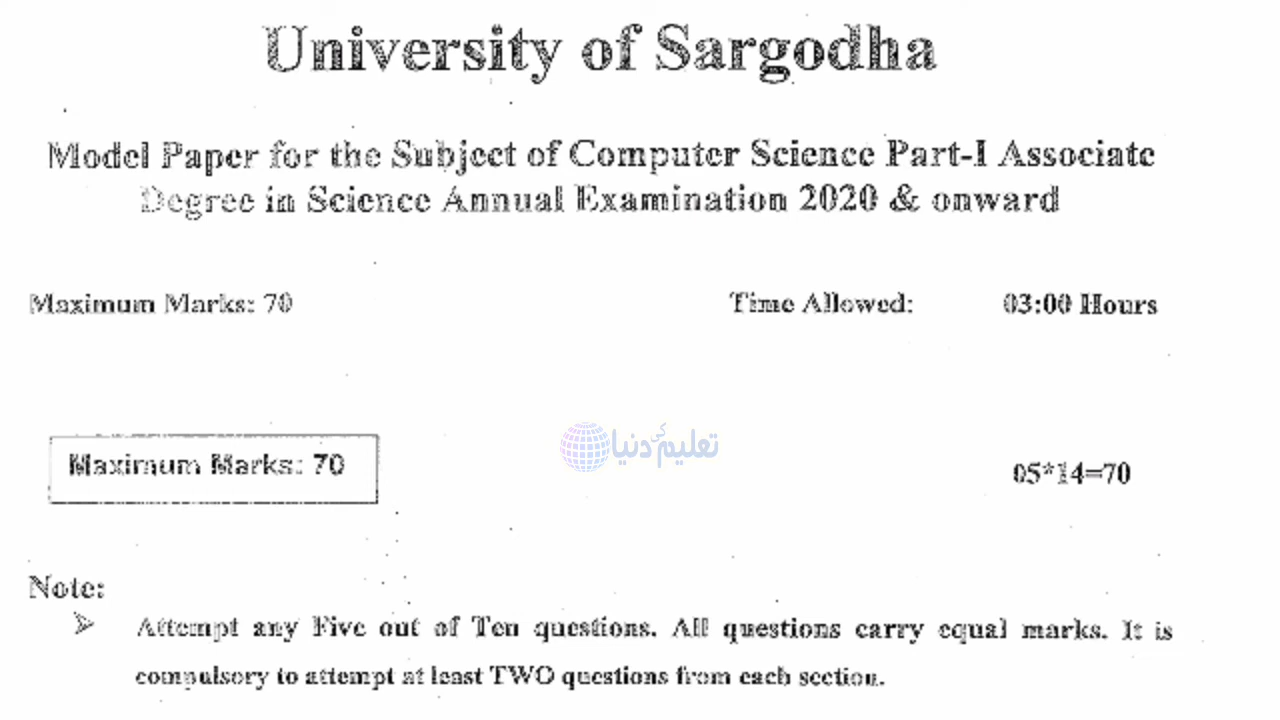 University of Sargodha
Model Paper for the Subject of Computer Science Part-I Associate
Degree in Science Annual Examination 2020 & onward
Maximum Marks: 70 Time Allowed: 03:00 Hours
Maximum Marks: 70
تعلیم کی دنیا
05*14=70
Note:
➢ Attempt any Five out of Ten questions. All questions carry equal marks. It is
compulsory to attempt at least TWO questions from each section.